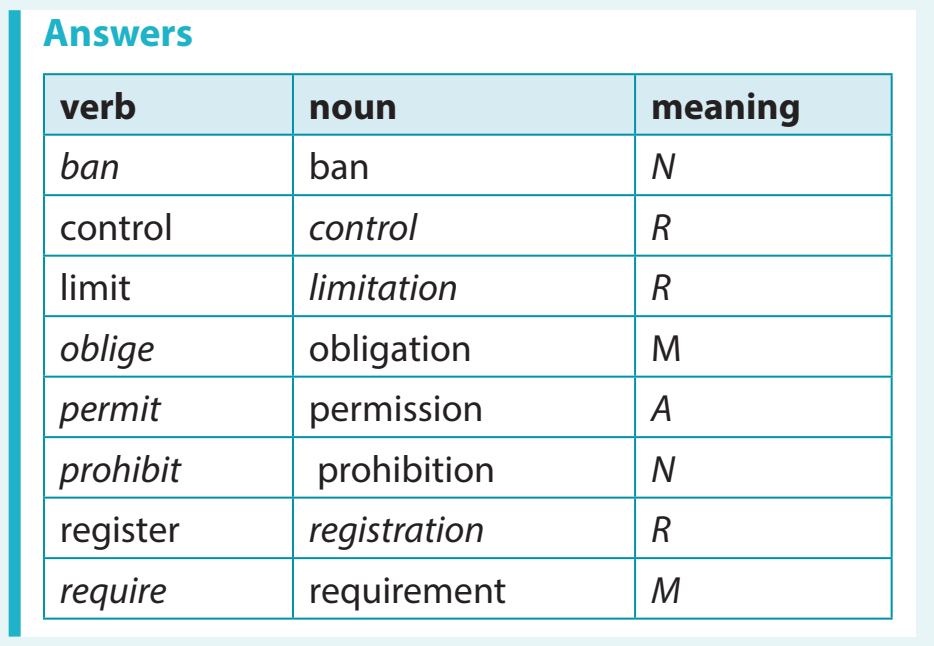 Answers
verb noun meaning
ban ban N
control control R
limit limitation R
oblige obligation M
permit permission A
prohibit prohibition N
register registration R
require requirement M